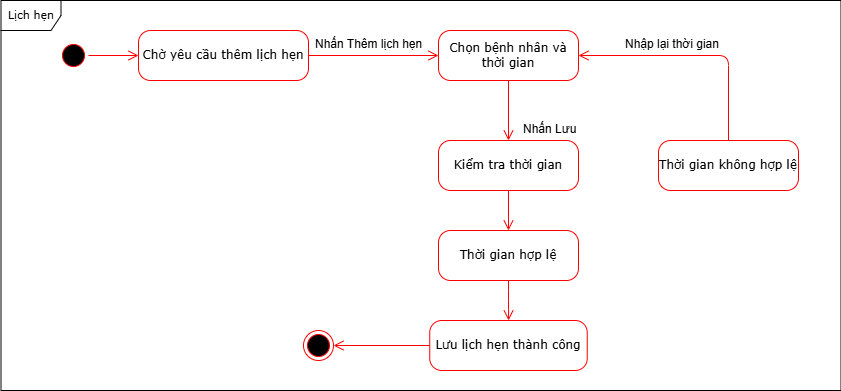 Lịch hẹn
Chờ yêu cầu thêm lịch hẹn
Nhấn Thêm lịch hẹn
Chọn bệnh nhân và
thời gian
Nhập lại thời gian
Nhấn Lưu
Kiểm tra thời gian
Thời gian không hợp lệ
Thời gian hợp lệ
Lưu lịch hẹn thành công